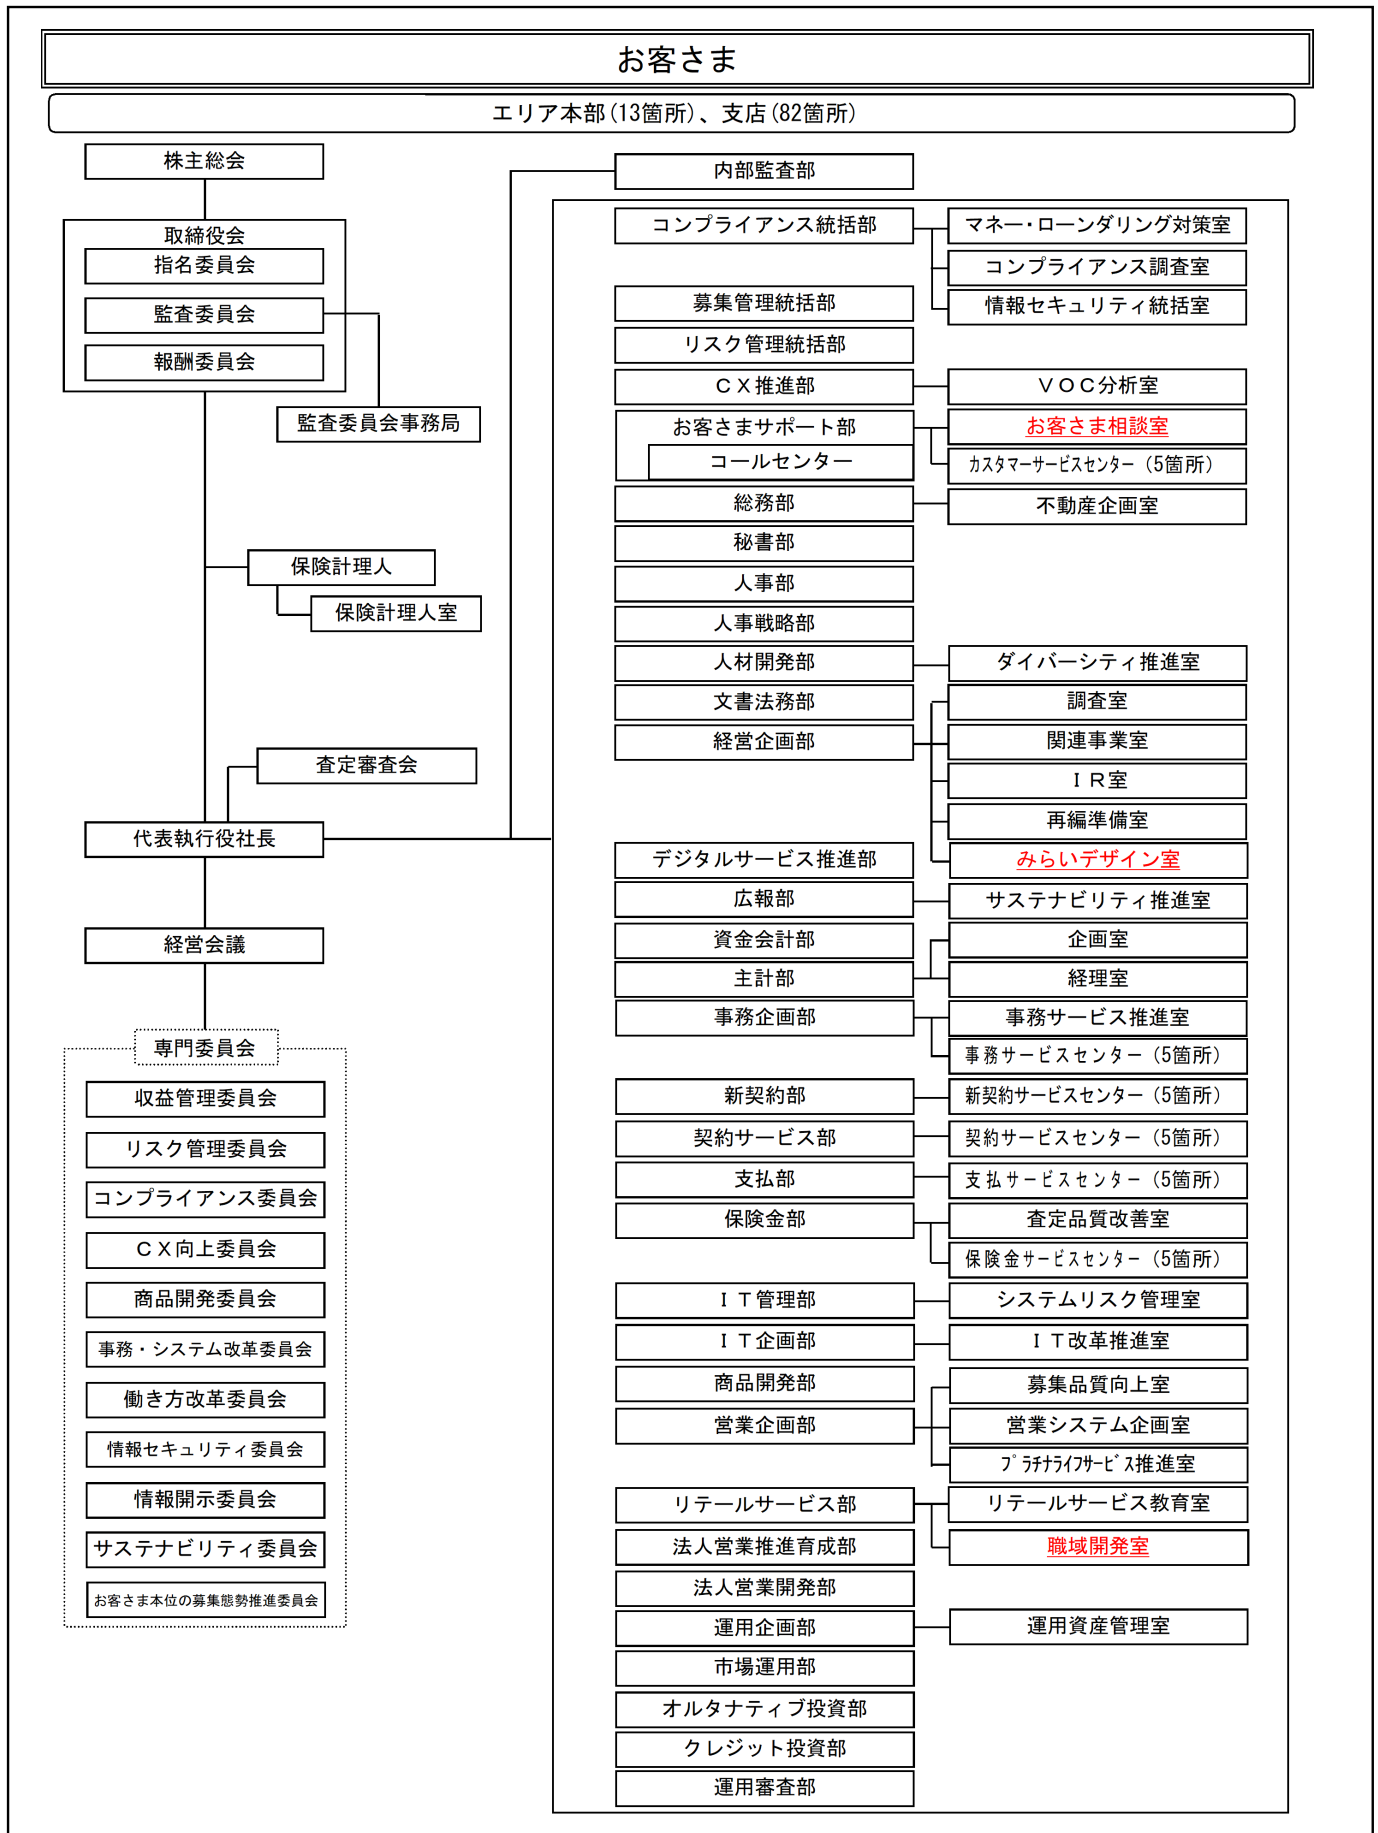 お客さま
エリア本部(13箇所)、支店(82箇所)
株主総会
取締役会
指名委員会
監査委員会
報酬委員会
監査委員会事務局
保険計理人
保険計理人室
査定審査会
代表執行役社長
経営会議
専門委員会
収益管理委員会
リスク管理委員会
コンプライアンス委員会
CX向上委員会
商品開発委員会
事務・システム改革委員会
働き方改革委員会
情報セキュリティ委員会
情報開示委員会
サステナビリティ委員会
お客さま本位の募集態勢推進委員会
内部監査部
コンプライアンス統括部
マネー・ローンダリング対策室
コンプライアンス調査室
情報セキュリティ統括室
募集管理統括部
リスク管理統括部
CX推進部
VOC分析室
お客さまサポート部
コールセンター
お客さま相談室
カスタマーサービスセンター(5箇所)
総務部
不動産企画室
秘書部
人事部
人事戦略部
人材開発部
ダイバーシティ推進室
文書法務部
経営企画部
調査室
関連事業室
IR室
再編準備室
みらいデザイン室
デジタルサービス推進部
広報部
サステナビリティ推進室
資金会計部
主計部
企画室
経理室
事務企画部
事務サービス推進室
事務サービスセンター(5箇所)
新契約部
新契約サービスセンター(5箇所)
契約サービス部
契約サービスセンター(5箇所)
支払部
支払サービスセンター(5箇所)
保険金部
査定品質改善室
保険金サービスセンター(5箇所)
IT管理部
システムリスク管理室
IT企画部
IT改革推進室
商品開発部
営業企画部
募集品質向上室
営業システム企画室
プラチナライフサービス推進室
リテールサービス部
リテールサービス教育室
職域開発室
法人営業推進育成部
法人営業開発部
運用企画部
運用資産管理室
市場運用部
オルタナティブ投資部
クレジット投資部
運用審査部